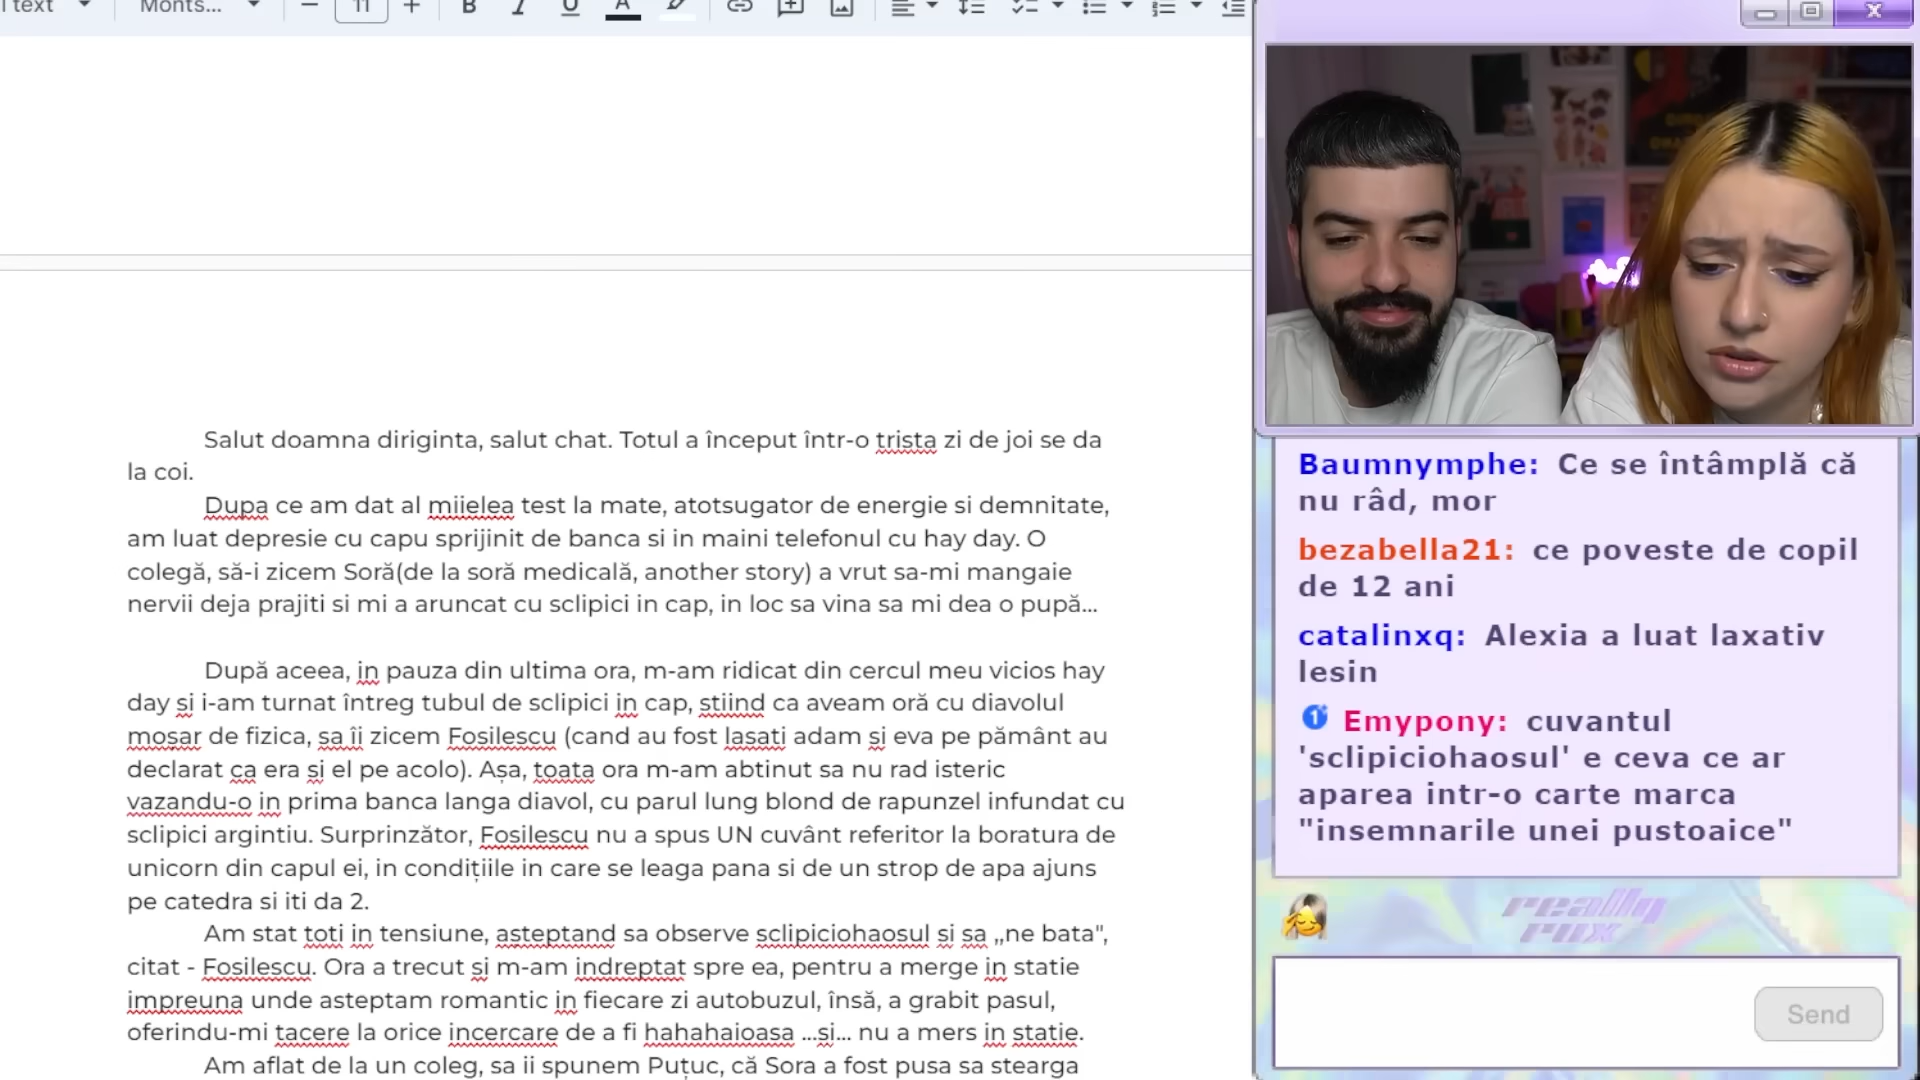 Monts...
11
B I U A
Salut doamna diriginta, salut chat. Totul a început într-o trista zi de joi se da
la coi.
Dupa ce am dat al miielea test la mate, atotsugator de energie si demnitate,
am luat depresie cu capu sprijinit de banca si in maini telefonul cu hay day. O
colegă, să-i zicem Soră(de la soră medicală, another story) a vrut sa-mi mangaie
nervii deja prajiti si mi a aruncat cu sclipici in cap, in loc sa vina sa mi dea o pupă...
După aceea, in pauza din ultima ora, m-am ridicat din cercul meu vicios hay
day si i-am turnat întreg tubul de sclipici in cap, stiind ca aveam oră cu diavolul
moșar de fizica, sa îi zicem Fosilescu (cand au fost lasati adam si eva pe pământ au
declarat ca era si el pe acolo). Așa, toata ora m-am abtinut sa nu rad isteric
vazandu-o in prima banca langa diavol, cu parul lung blond de rapunzel infundat cu
sclipici argintiu. Surprinzător, Fosilescu nu a spus UN cuvânt referitor la boratura de
unicorn din capul ei, in condițiile in care se leaga pana si de un strop de apa ajuns
pe catedra si iti da 2.
Am stat toti in tensiune, asteptand sa observe sclipiciohaosul si sa ,,ne bata",
citat - Fosilescu. Ora a trecut si m-am indreptat spre ea, pentru a merge in statie
impreuna unde asteptam romantic in fiecare zi autobuzul, însă, a grabit pasul,
oferindu-mi tacere la orice incercare de a fi hahahaioasa ...si... nu a mers in statie.
Am aflat de la un coleg, sa ii spunem Puțuc, că Sora a fost pusa sa stearga
Baumnymphe: Ce se întâmplă că
nu râd, mor
bezabella21: ce poveste de copil
de 12 ani
catalinxq: Alexia a luat laxativ
lesin
1 Emypony: cuvantul
'sclipiciohaosul' e ceva ce ar
aparea intr-o carte marca
"insemnarile unei pustoaice"
really
rux
Send